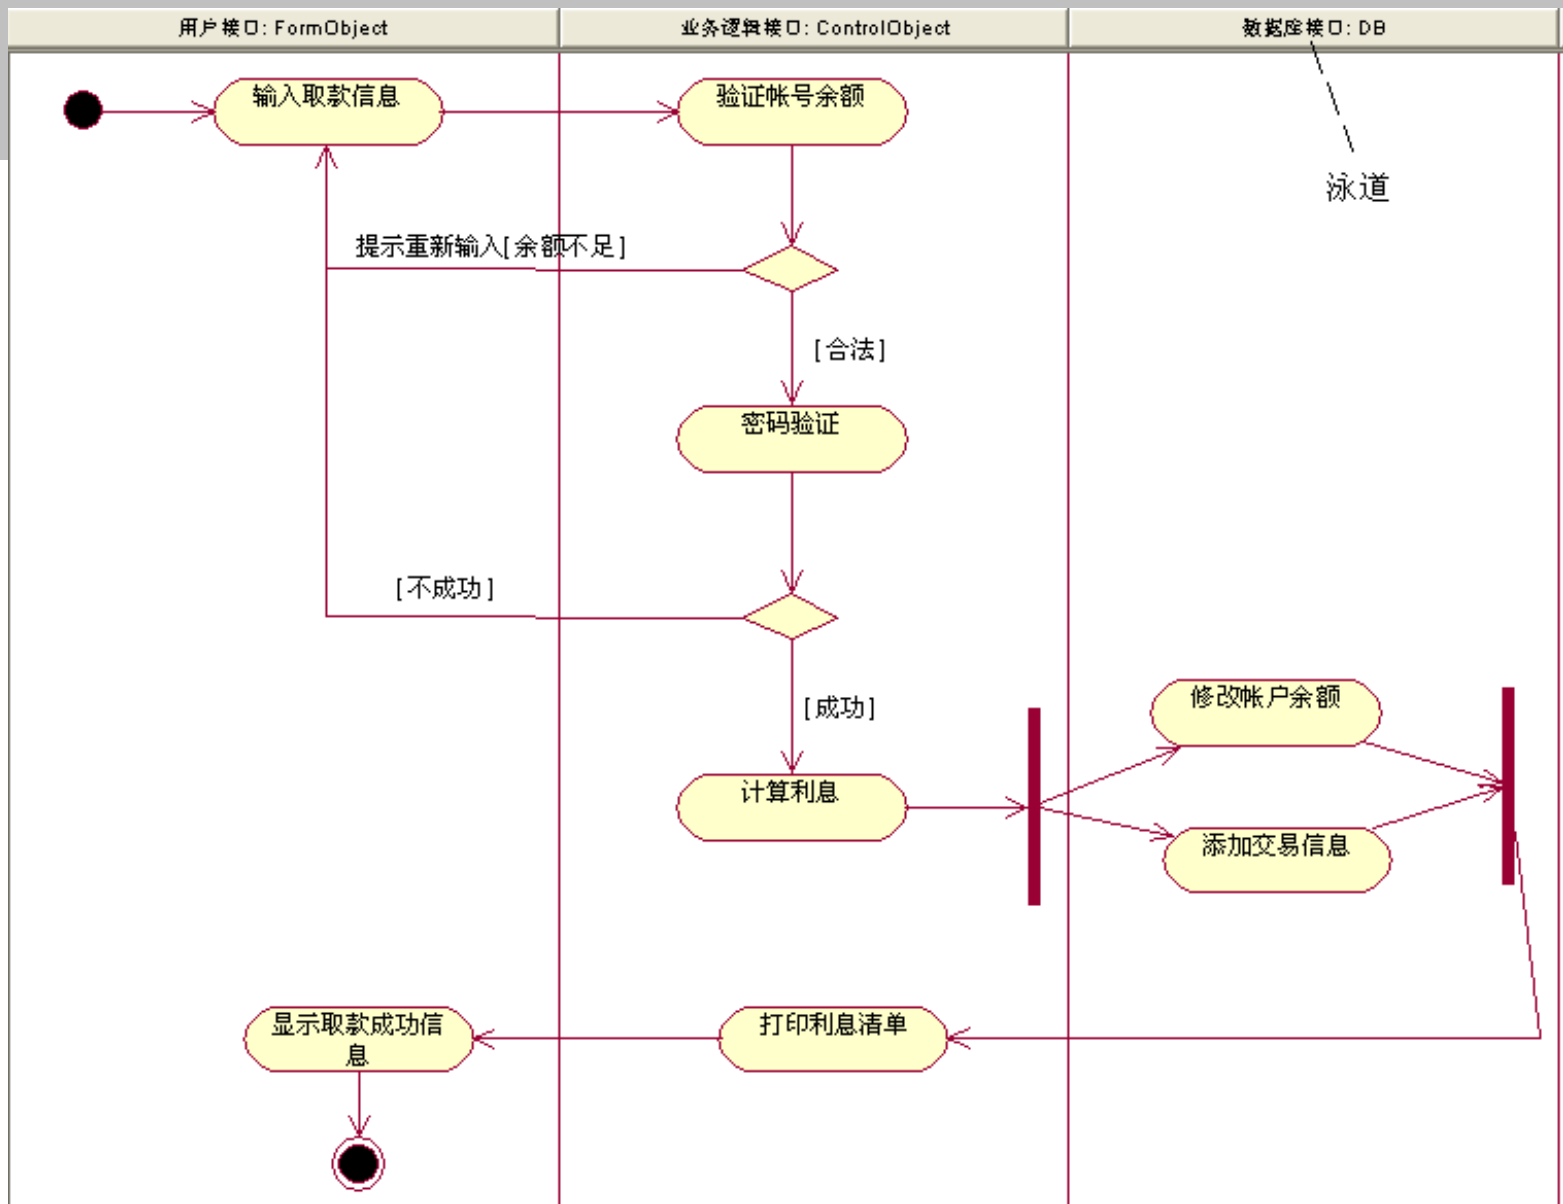 用户接口: FormObject
业务逻辑接口: ControlObject
数据库接口: DB
输入取款信息
验证帐号余额
泳道
提示重新输入[余额不足]
[合法]
密码验证
[不成功]
[成功]
修改帐户余额
计算利息
添加交易信息
显示取款成功信
息
打印利息清单